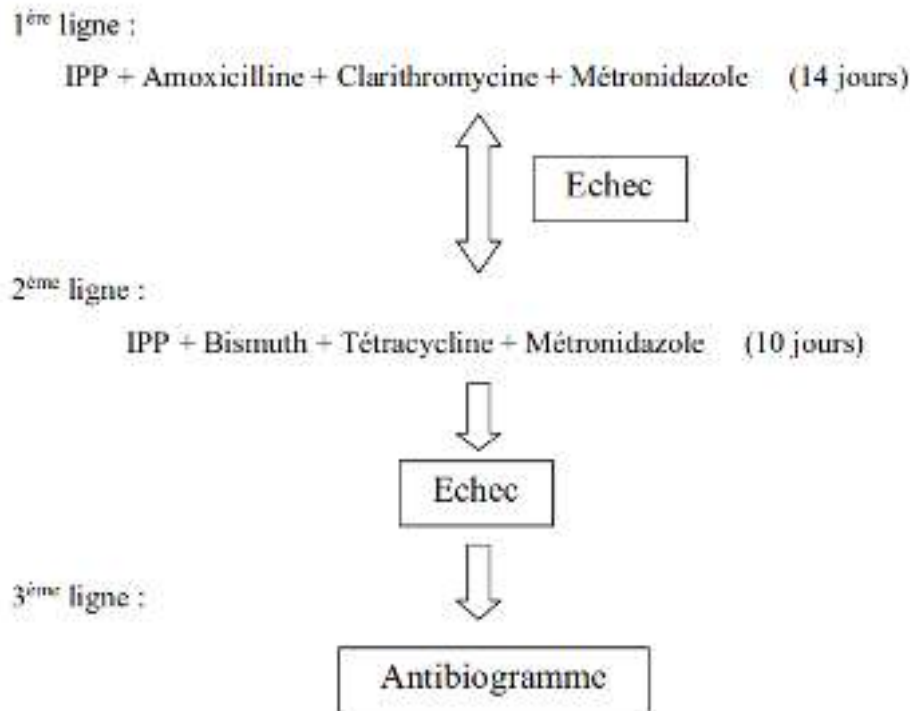 1ère ligne :
IPP + Amoxicilline + Clarithromycine + Métronidazole (14 jours)
Echec
2ème ligne :
IPP + Bismuth + Tétracycline + Métronidazole (10 jours)
Echec
3ème ligne :
Antibiogramme